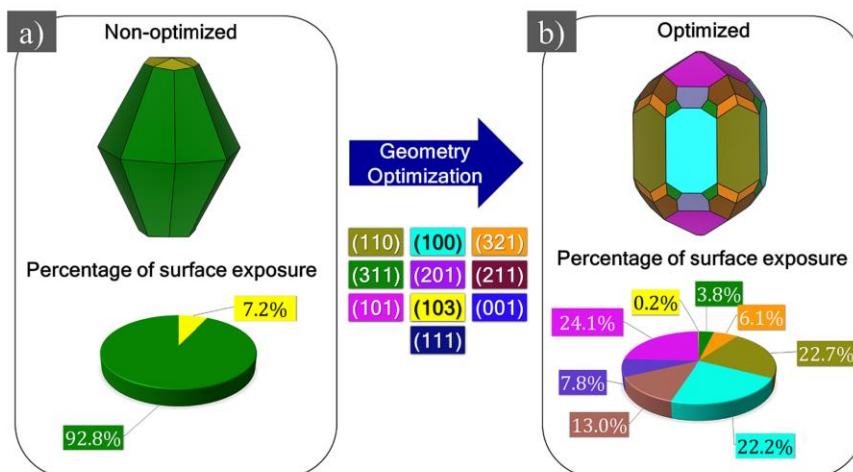 a)
Non-optimized
Percentage of surface exposure
7.2%
92.8%
Geometry
Optimization
(110) (100) (321)
(311) (201) (211)
(101) (103) (001)
(111)
b)
Optimized
Percentage of surface exposure
0.2% 3.8%
24.1% 6.1%
22.7%
7.8%
13.0%
22.2%